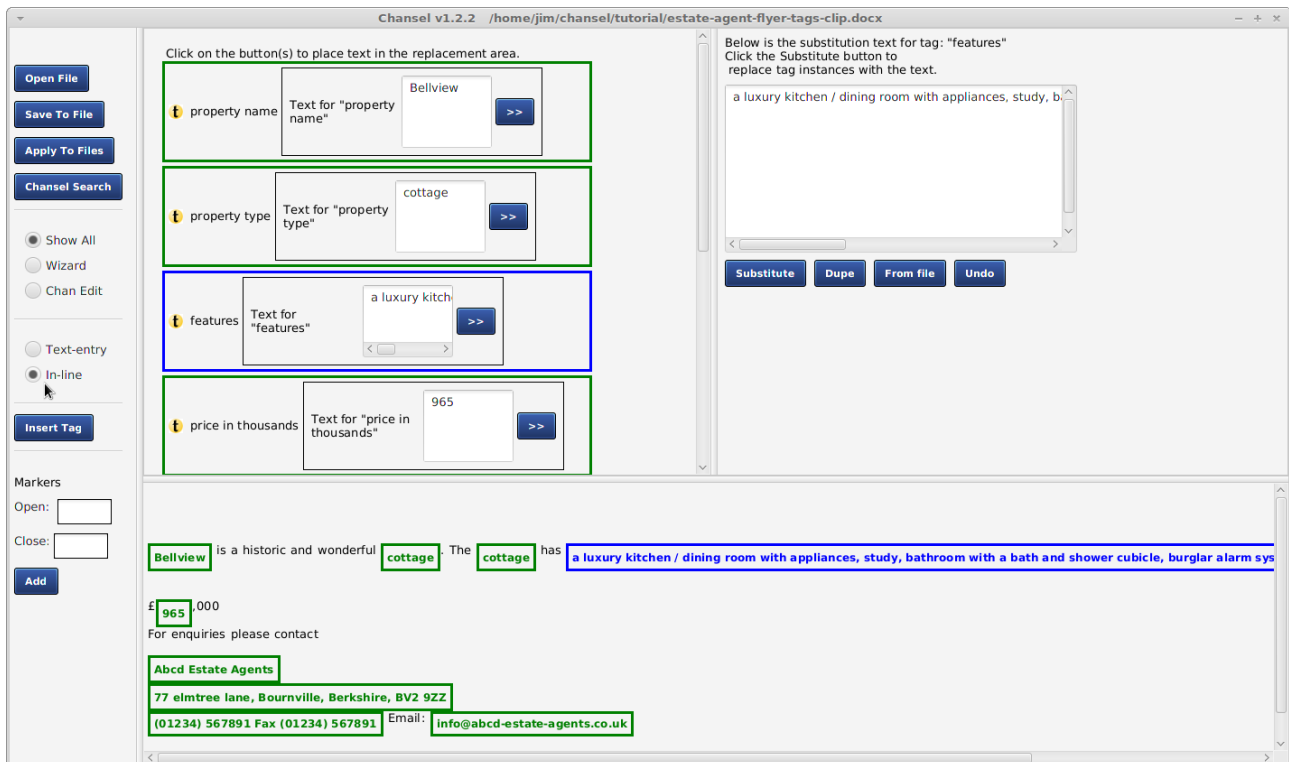 Chansel v1.2.2 /home/jim/chansel/tutorial/estate-agent-flyer-tags-clip.docx
Open File
Save To File
Apply To Files
Chansel Search
Show All
Wizard
Chan Edit
Text-entry
In-line
Insert Tag
Markers
Open:
Close:
Add
Click on the button(s) to place text in the replacement area.
t property name
Text for "property
name"
Bellview
>>
t property type
Text for "property
type"
cottage
>>
t features
Text for
"features"
a luxury kitch
>>
t price in thousands
Text for "price in
thousands"
965
>>
Below is the substitution text for tag: "features"
Click the Substitute button to
replace tag instances with the text.
a luxury kitchen / dining room with appliances, study, b
Substitute
Dupe
From file
Undo
Bellview is a historic and wonderful cottage . The cottage has a luxury kitchen / dining room with appliances, study, bathroom with a bath and shower cubicle, burglar alarm sys
£ 965 ,000
For enquiries please contact
Abcd Estate Agents
77 elmtree lane, Bournville, Berkshire, BV2 9ZZ
(01234) 567891 Fax (01234) 567891 Email: info@abcd-estate-agents.co.uk